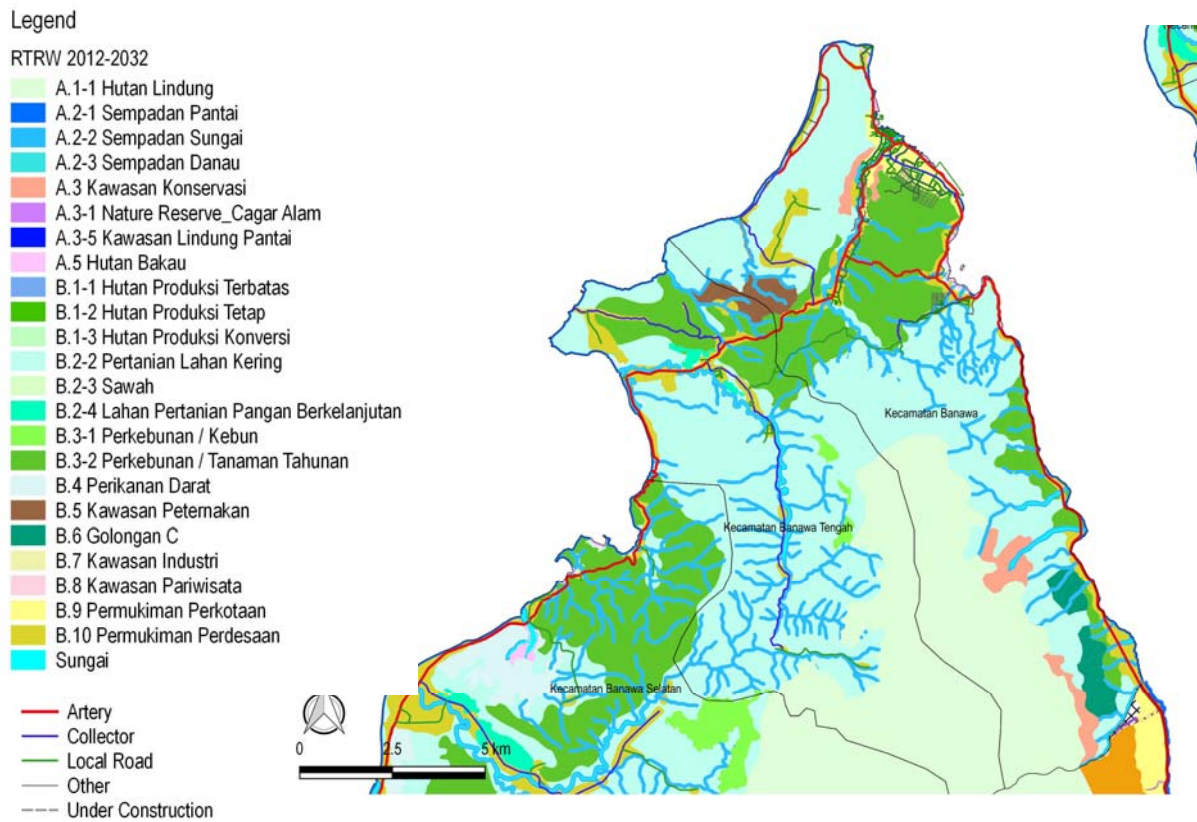 Legend
RTRW 2012-2032
A.1-1 Hutan Lindung
A.2-1 Sempadan Pantai
A.2-2 Sempadan Sungai
A.2-3 Sempadan Danau
A.3 Kawasan Konservasi
A.3-1 Nature Reserve_Cagar Alam
A.3-5 Kawasan Lindung Pantai
A.5 Hutan Bakau
B.1-1 Hutan Produksi Terbatas
B.1-2 Hutan Produksi Tetap
B.1-3 Hutan Produksi Konversi
B.2-2 Pertanian Lahan Kering
B.2-3 Sawah
B.2-4 Lahan Pertanian Pangan Berkelanjutan
B.3-1 Perkebunan / Kebun
B.3-2 Perkebunan / Tanaman Tahunan
B.4 Perikanan Darat
B.5 Kawasan Peternakan
B.6 Golongan C
B.7 Kawasan Industri
B.8 Kawasan Pariwisata
B.9 Permukiman Perkotaan
B.10 Permukiman Perdesaan
Sungai
Artery
Collector
Local Road
Other
Under Construction
0 2.5 5 km
Kecamatan Banawa
Kecamatan Banawa Tengah
Kecamatan Banawa Selatan